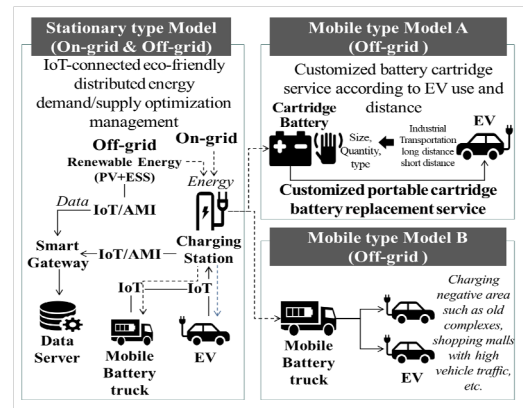 Stationary type Model
(On-grid & Off-grid)
IoT-connected eco-friendly
distributed energy
demand/supply optimization
management
Off-grid
On-grid
Renewable Energy
(PV+ESS)
Energy
Data
IoT/AMI
Smart
Gateway
IoT/AMI
Charging
Station
IoT
IoT
Data
Server
Mobile
Battery
truck
EV
Mobile type Model A
(Off-grid )
Customized battery cartridge
service according to EV use and
distance
Cartridge
Battery
Size,
Quantity,
type
Industrial
Transportation
long distance
short distance
EV
Customized portable cartridge
battery replacement service
Mobile type Model B
(Off-grid )
Mobile
Battery
truck
EV
Charging
negative area
such as old
complexes,
shopping malls
with high
vehicle traffic,
etc.